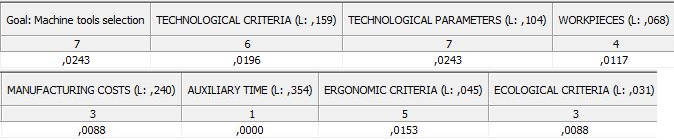 Goal: Machine tools selection TECHNOLOGICAL CRITERIA (L: ,159) TECHNOLOGICAL PARAMETERS (L: ,104) WORKPIECES (L: ,068)
7 6 7 4
,0243 ,0196 ,0243 ,0117
MANUFACTURING COSTS (L: ,240) AUXILIARY TIME (L: ,354) ERGONOMIC CRITERIA (L: ,045) ECOLOGICAL CRITERIA (L: ,031)
3 1 5 3
,0088 ,0000 ,0153 ,0088